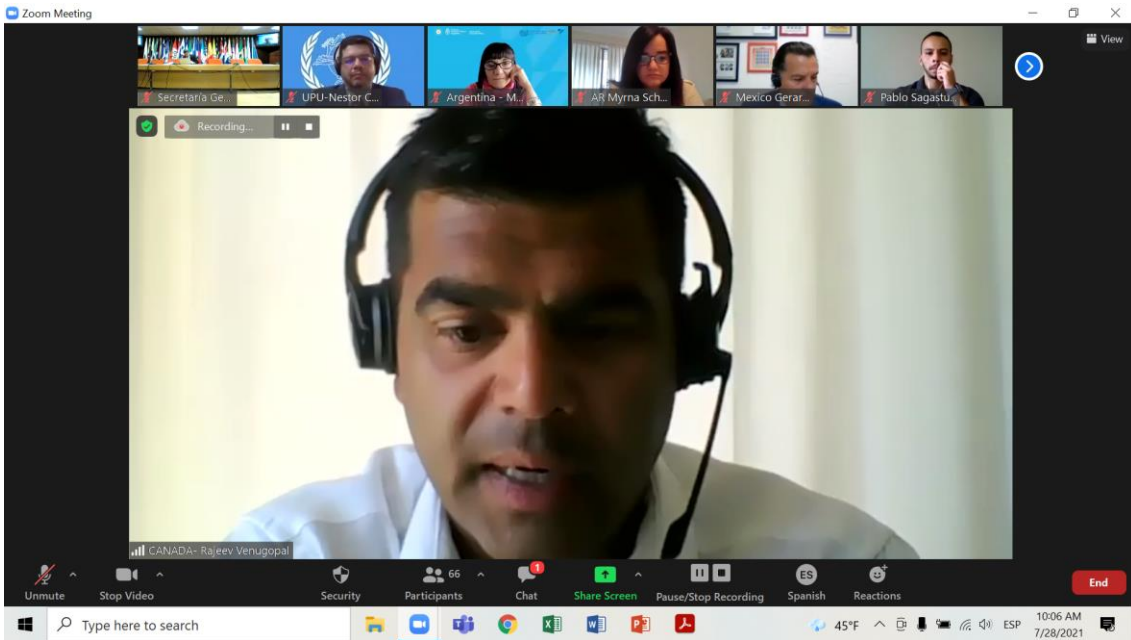 Zoom Meeting
View
Secretaría Ge...
UPU-Nestor C...
Argentina - M...
AR Myrna Sch...
Mexico Gerar...
Pablo Sagastu...
Recording...
CANADA- Rajeev Venugopal
Unmute
Stop Video
Security
66
Participants
1
Chat
Share Screen
Pause/Stop Recording
ES
Spanish
Reactions
End
Type here to search
45°F
ESP
10:06 AM
7/28/2021